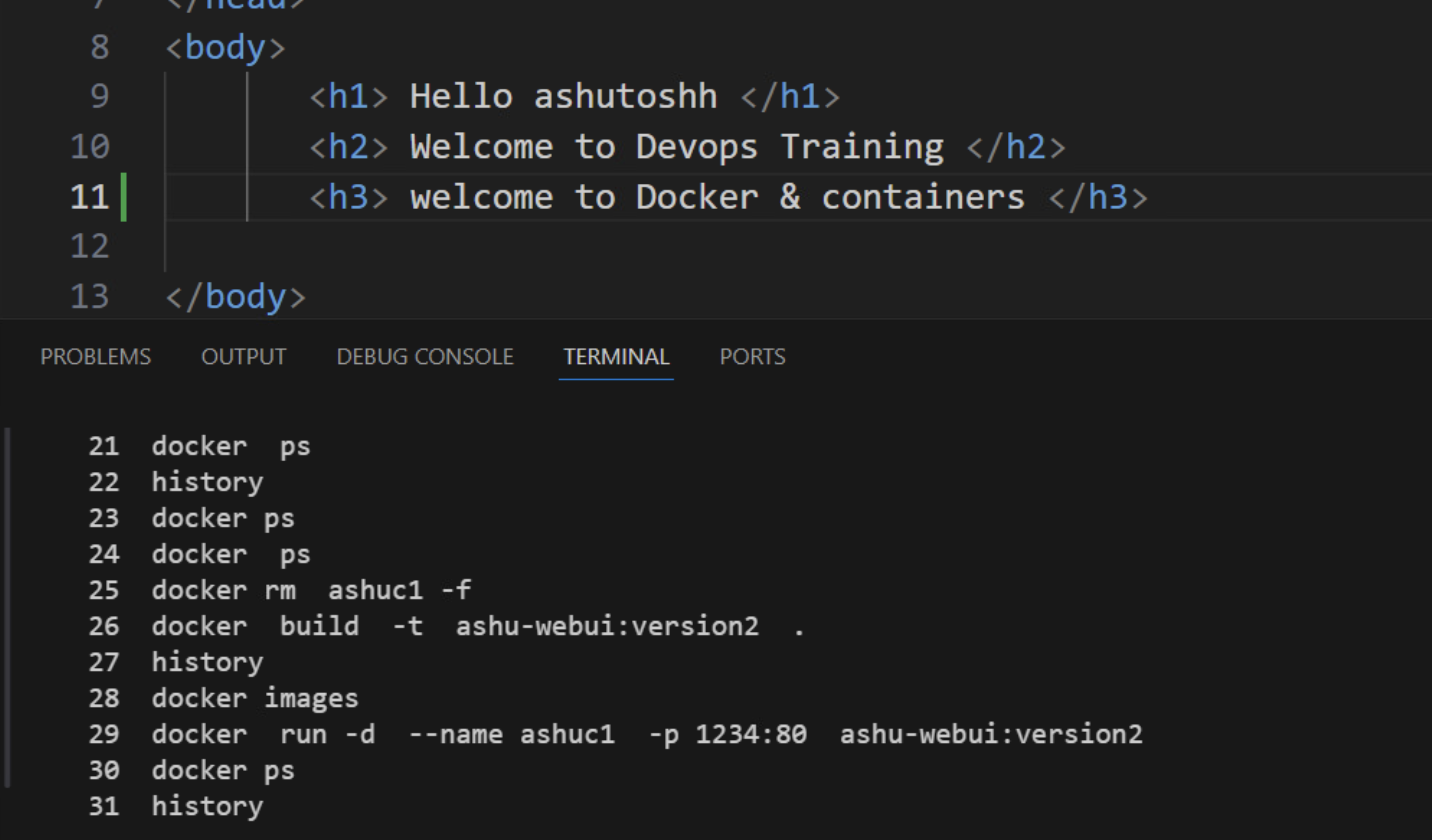 7 </head>
8 <body>
9 <h1> Hello ashutoshh </h1>
10 <h2> Welcome to Devops Training </h2>
11 <h3> welcome to Docker & containers </h3>
12
13 </body>
PROBLEMS OUTPUT DEBUG CONSOLE TERMINAL PORTS
21 docker  ps
22 history
23 docker ps
24 docker  ps
25 docker rm  ashuc1 -f
26 docker  build  -t  ashu-webui:version2  .
27 history
28 docker images
29 docker  run -d  --name ashuc1  -p 1234:80  ashu-webui:version2
30 docker ps
31 history